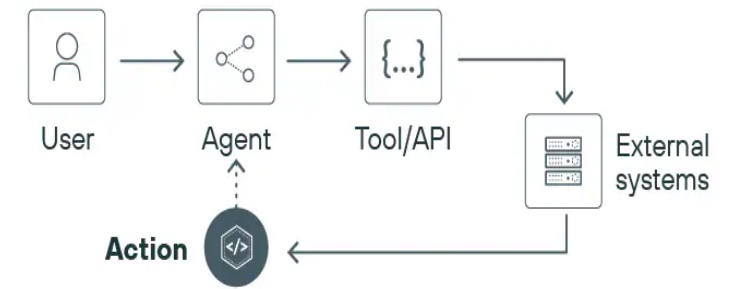 {...}
User
Agent
Tool/API
External
systems
Action
</>